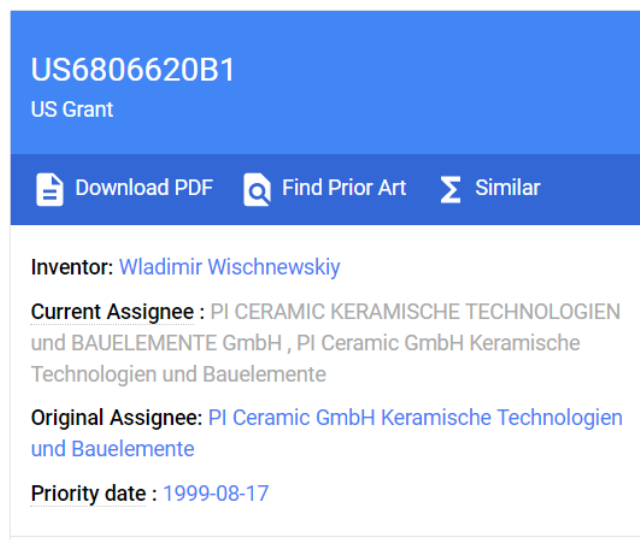 US6806620B1
US Grant
Download PDF Find Prior Art Similar
Inventor: Wladimir Wischnewskiy
Current Assignee : PI CERAMIC KERAMISCHE TECHNOLOGIEN
und BAUELEMENTE GmbH , PI Ceramic GmbH Keramische
Technologien und Bauelemente
Original Assignee: PI Ceramic GmbH Keramische Technologien
und Bauelemente
Priority date : 1999-08-17